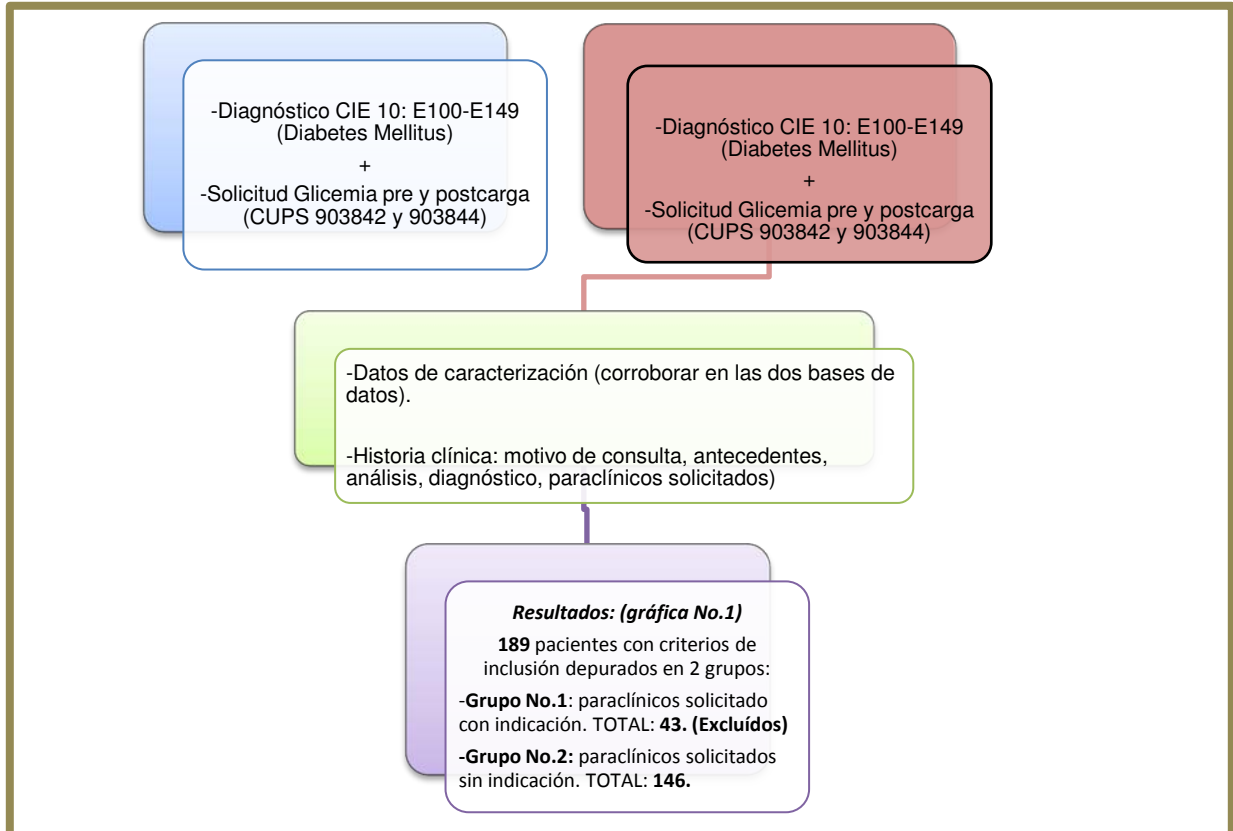 -Diagnóstico CIE 10: E100-E149
(Diabetes Mellitus)
+
-Solicitud Glicemia pre y postcarga
(CUPS 903842 y 903844)
-Diagnóstico CIE 10: E100-E149
(Diabetes Mellitus)
+
-Solicitud Glicemia pre y postcarga
(CUPS 903842 y 903844)
-Datos de caracterización (corroborar en las dos bases de
datos).
-Historia clínica: motivo de consulta, antecedentes,
análisis, diagnóstico, paraclínicos solicitados)
Resultados: (gráfica No.1)
189 pacientes con criterios de
inclusión depurados en 2 grupos:
-Grupo No.1: paraclínicos solicitado
con indicación. TOTAL: 43. (Excluídos)
-Grupo No.2: paraclínicos solicitados
sin indicación. TOTAL: 146.